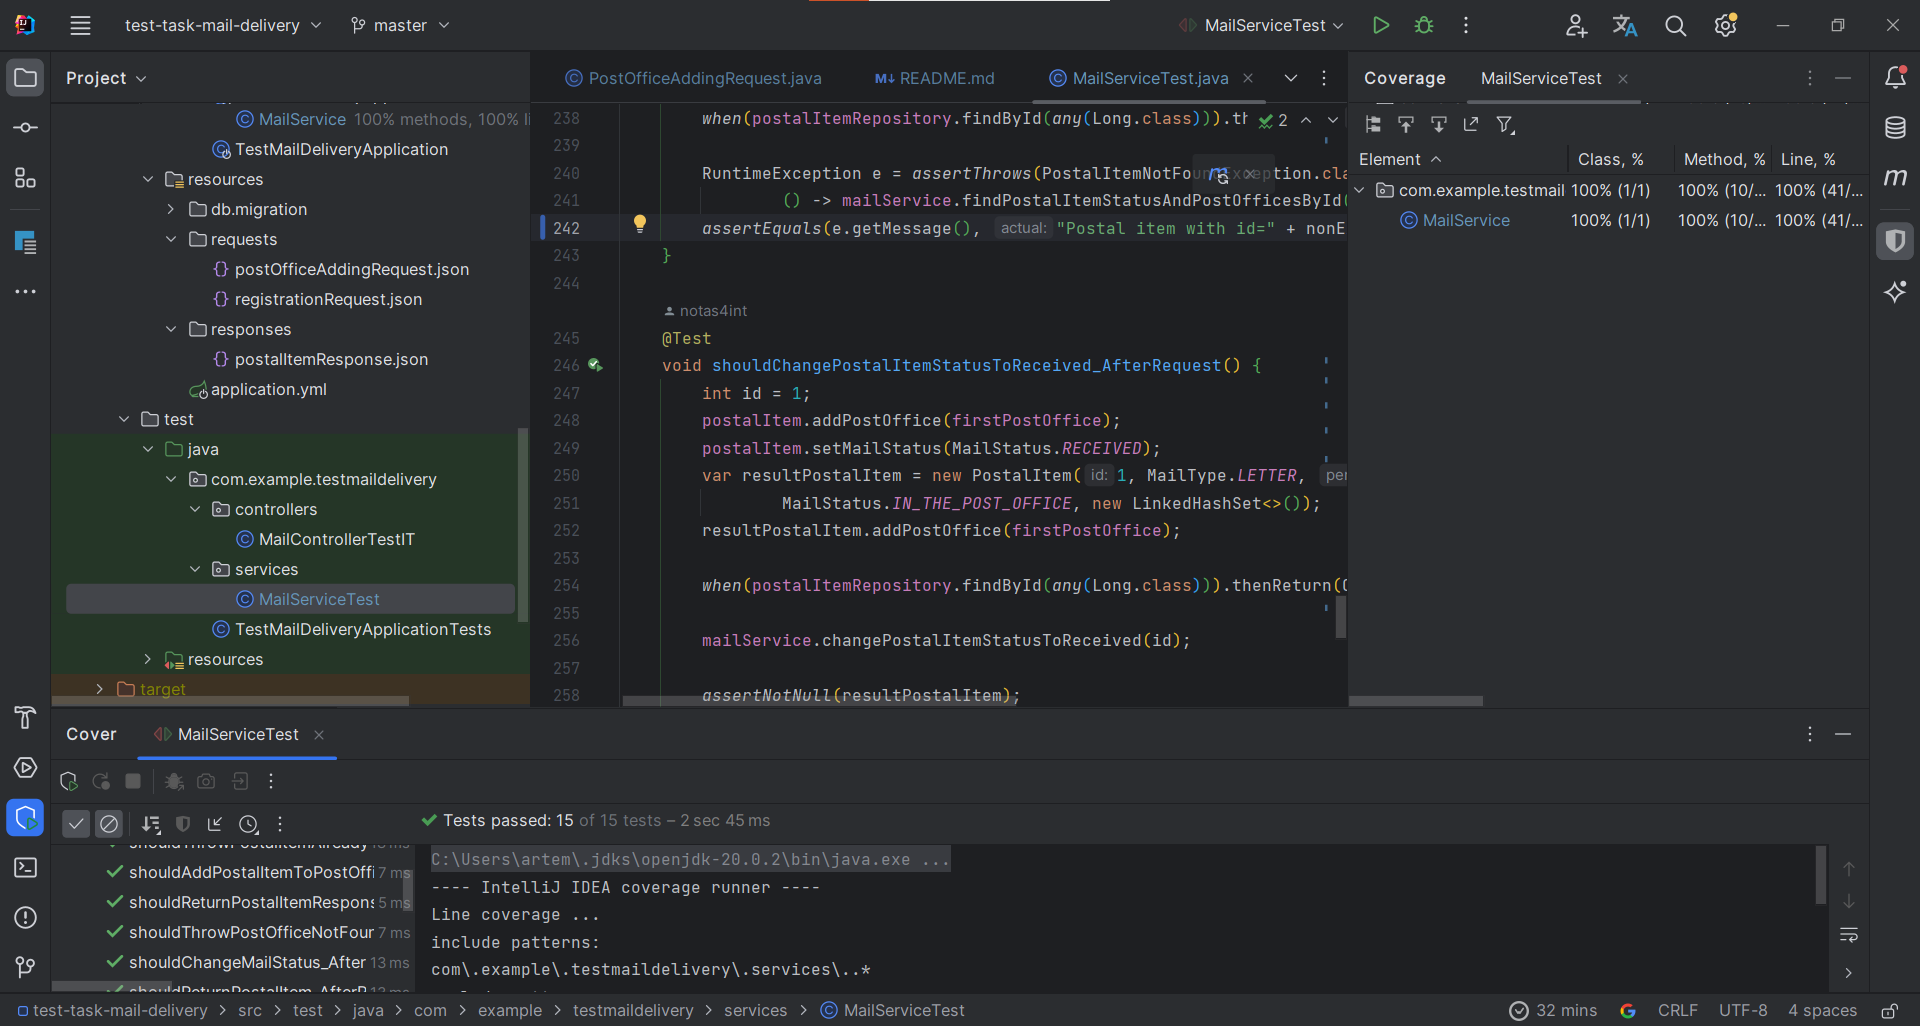 test-task-mail-delivery
master
MailServiceTest
Project
PostOfficeAddingRequest.java
README.md
MailServiceTest.java
Coverage
MailServiceTest
MailService 100% methods, 100% li
TestMailDeliveryApplication
resources
db.migration
requests
postOfficeAddingRequest.json
registrationRequest.json
responses
postalItemResponse.json
application.yml
test
java
com.example.testmaildelivery
controllers
MailControllerTestIT
services
MailServiceTest
TestMailDeliveryApplicationTests
resources
target
238 when(postalItemRepository.findById(any(Long.class))).th
2
239
240 RuntimeException e = assertThrows(PostalItemNotFoundException.cla
241 () -> mailService.findPostalItemStatusAndPostOfficesById(
242 assertEquals(e.getMessage(), actual: "Postal item with id=" + nonE
243 }
244
notas4int
245 @Test
246 void shouldChangePostalItemStatusToReceived_AfterRequest() {
247 int id = 1;
248 postalItem.addPostOffice(firstPostOffice);
249 postalItem.setMailStatus(MailStatus.RECEIVED);
250 var resultPostalItem = new PostalItem( id: 1, MailType.LETTER, per
251 MailStatus.IN_THE_POST_OFFICE, new LinkedHashSet<>());
252 resultPostalItem.addPostOffice(firstPostOffice);
253
254 when(postalItemRepository.findById(any(Long.class))).thenReturn(O
255
256 mailService.changePostalItemStatusToReceived(id);
257
258 assertNotNull(resultPostalItem);
Element Class, % Method, % Line, %
com.example.testmail 100% (1/1) 100% (10/... 100% (41/...
MailService 100% (1/1) 100% (10/... 100% (41/...
Cover
MailServiceTest
Tests passed: 15 of 15 tests – 2 sec 45 ms
shouldThrowPostalItemAlready
shouldAddPostalItemToPostOffi 7 ms
shouldReturnPostalItemRespons 5 ms
shouldThrowPostOfficeNotFour 7 ms
shouldChangeMailStatus_After 13 ms
shouldReturnPostalItem_AfterR 13 ms
C:\Users\artem\.jdks\openjdk-20.0.2\bin\java.exe ...
---- IntelliJ IDEA coverage runner ----
Line coverage ...
include patterns:
com\.example\.testmaildelivery\.services\..*
test-task-mail-delivery > src > test > java > com > example > testmaildelivery > services > MailServiceTest
32 mins
CRLF
UTF-8
4 spaces